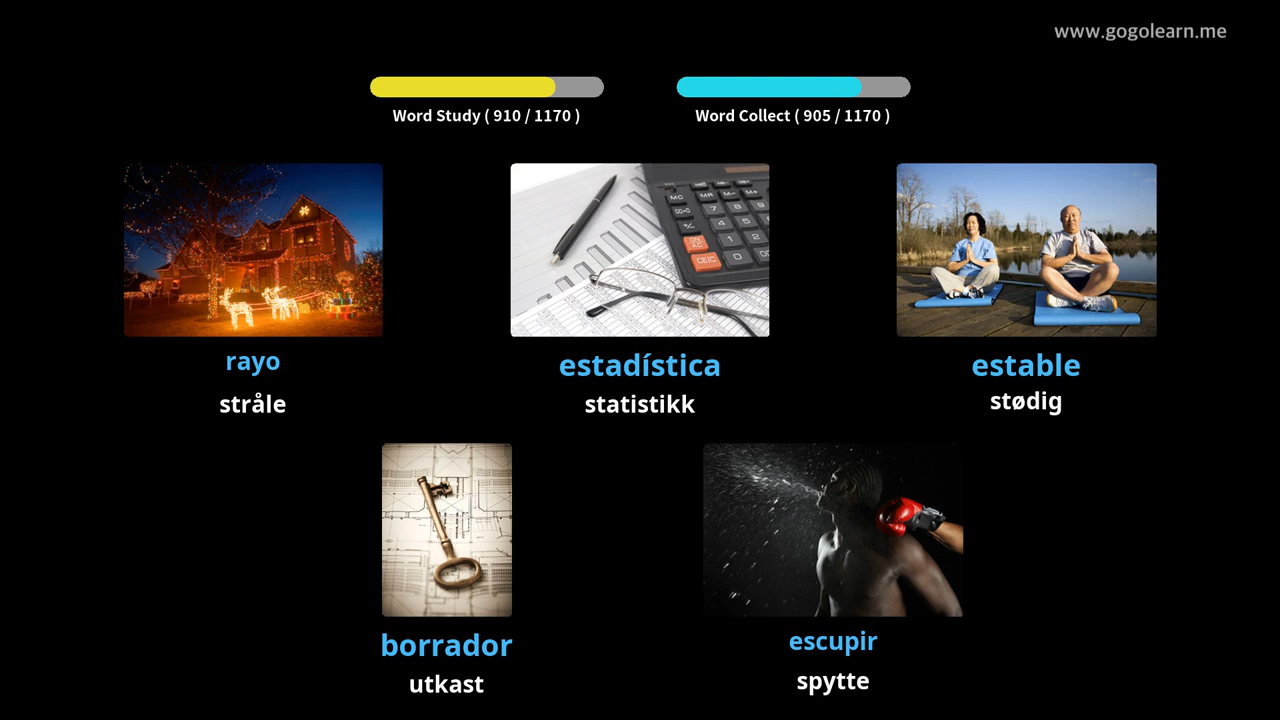 www.gogolearn.me
Word Study ( 910 / 1170 )
Word Collect ( 905 / 1170 )
rayo
stråle
estadística
statistikk
estable
stødig
borrador
utkast
escupir
spytte